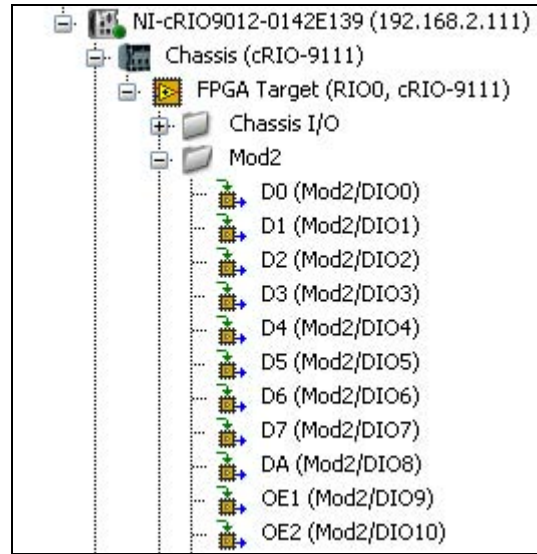 NI-cRIO9012-0142E139 (192.168.2.111)
Chassis (cRIO-9111)
FPGA Target (RIO0, cRIO-9111)
Chassis I/O
Mod2
D0 (Mod2/DIO0)
D1 (Mod2/DIO1)
D2 (Mod2/DIO2)
D3 (Mod2/DIO3)
D4 (Mod2/DIO4)
D5 (Mod2/DIO5)
D6 (Mod2/DIO6)
D7 (Mod2/DIO7)
DA (Mod2/DIO8)
OE1 (Mod2/DIO9)
OE2 (Mod2/DIO10)